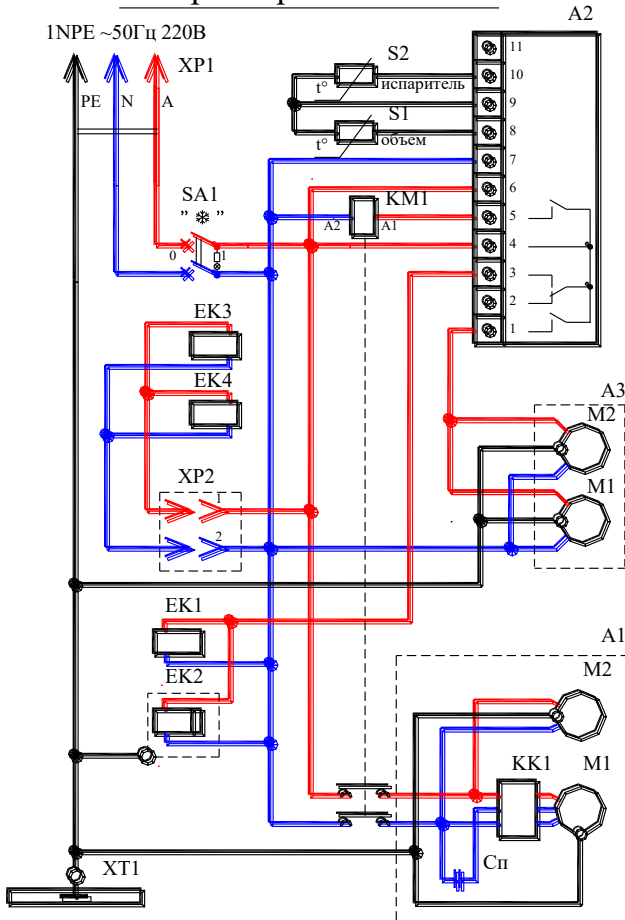 A2
1NPE ~50Гц 220В
XP1
S2
11
10
t°
испаритель
PE
N
A
9
S1
8
t°
объем
7
SA1
KM1
6
" ❄ "
A2
A1
5
0
1
4
3
EK3
2
1
EK4
A3
M2
XP2
M1
1
2
EK1
A1
EK2
M2
KK1
M1
XT1
Сп